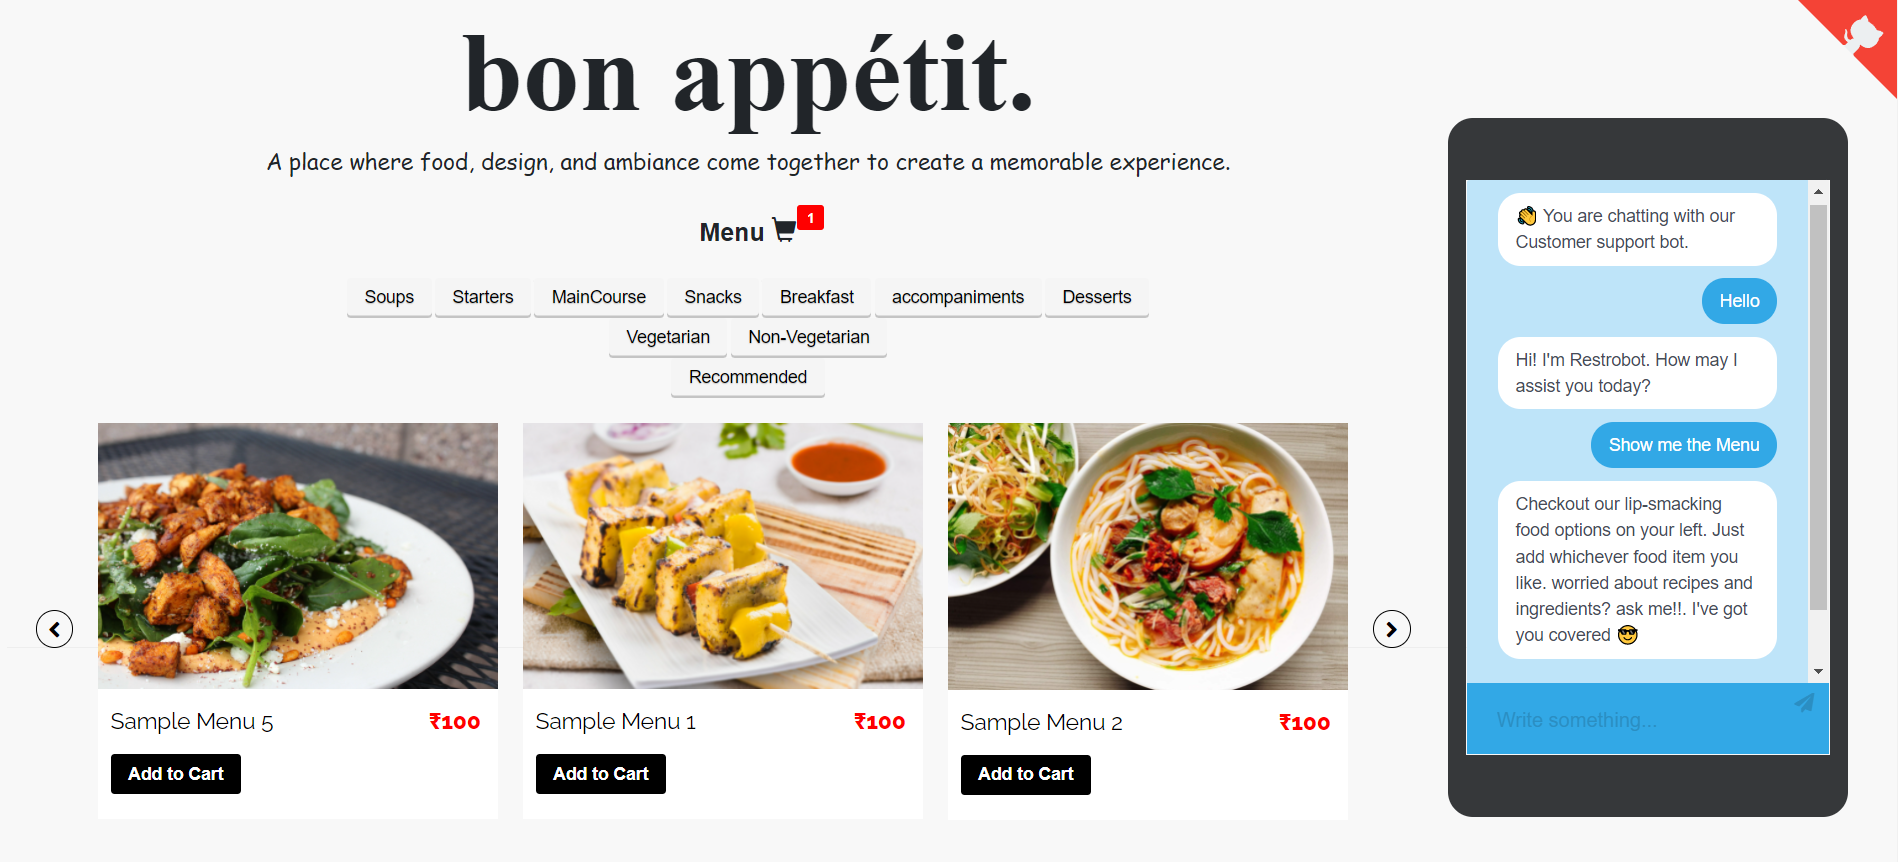 bon appétit.
A place where food, design, and ambiance come together to create a memorable experience.
Menu 1
Soups Starters MainCourse Snacks Breakfast accompaniments Desserts
Vegetarian Non-Vegetarian
Recommended
Sample Menu 5 ₹100
Add to Cart
Sample Menu 1 ₹100
Add to Cart
Sample Menu 2 ₹100
Add to Cart
👏 You are chatting with our
Customer support bot.
Hello
Hi! I'm Restrobot. How may I
assist you today?
Show me the Menu
Checkout our lip-smacking
food options on your left. Just
add whichever food item you
like. worried about recipes and
ingredients? ask me!!. I've got
you covered 😎
Write something...